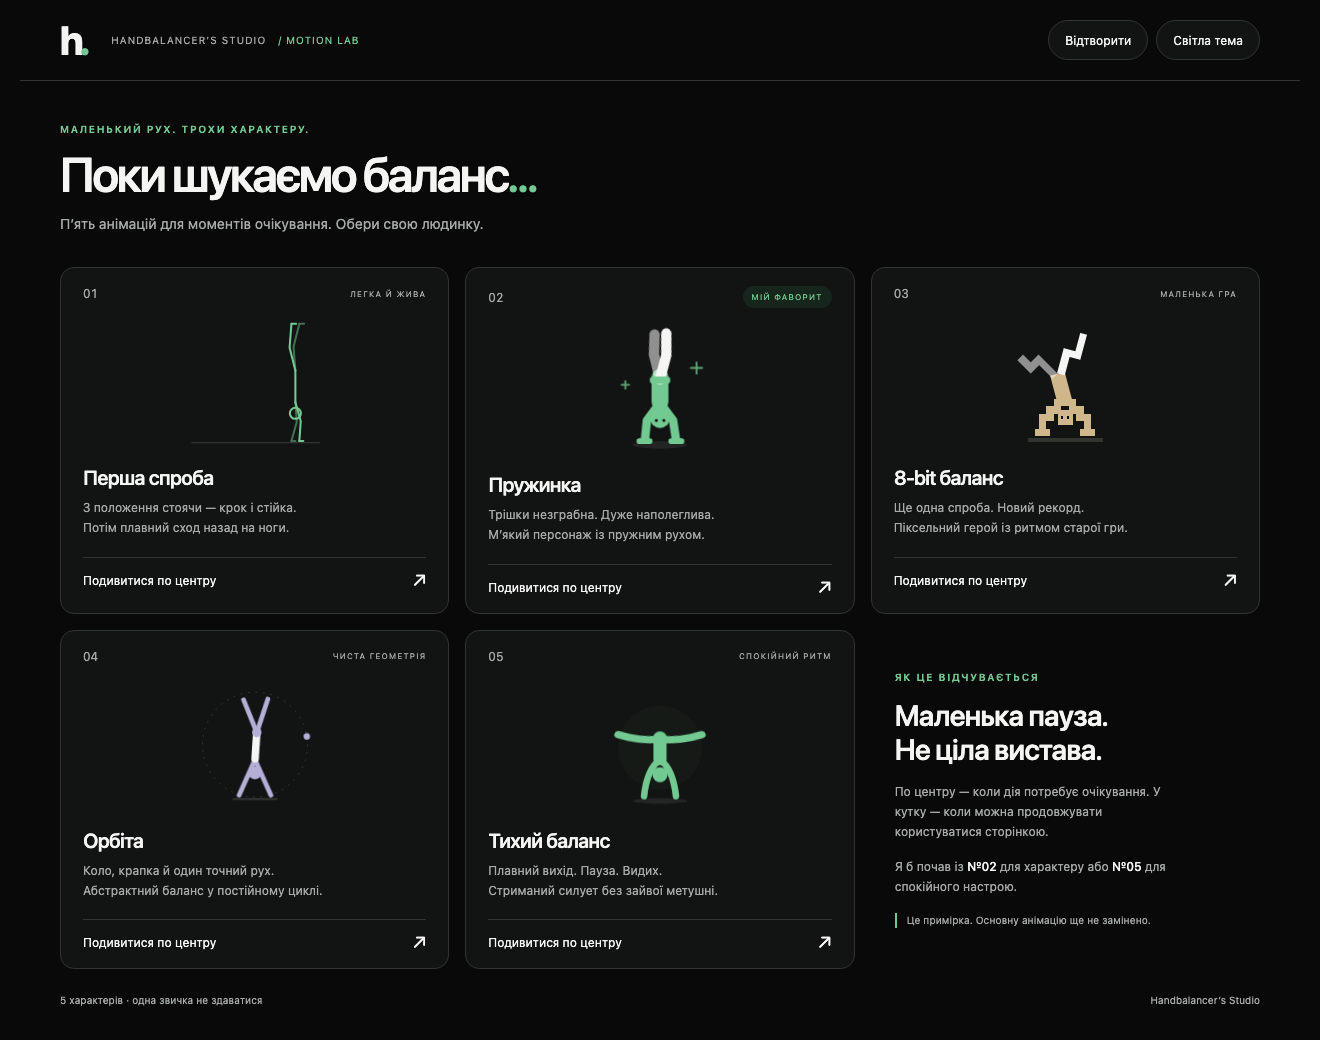 h.
HANDBALANCER'S STUDIO / MOTION LAB
Відтворити
Світла тема
МАЛЕНЬКИЙ РУХ. ТРОХИ ХАРАКТЕРУ.
Поки шукаємо баланс...
П'ять анімацій для моментів очікування. Обери свою людинку.
01
ЛЕГКА Й ЖИВА
Перша спроба
З положення стоячи — крок і стійка.
Потім плавний сход назад на ноги.
Подивитися по центру
02
МІЙ ФАВОРИТ
Пружинка
Трішки незграбна. Дуже наполеглива.
М'який персонаж із пружним рухом.
Подивитися по центру
03
МАЛЕНЬКА ГРА
8-bit баланс
Ще одна спроба. Новий рекорд.
Піксельний герой із ритмом старої гри.
Подивитися по центру
04
ЧИСТА ГЕОМЕТРІЯ
Орбіта
Коло, крапка й один точний рух.
Абстрактний баланс у постійному циклі.
Подивитися по центру
05
СПОКІЙНИЙ РИТМ
Тихий баланс
Плавний вихід. Пауза. Видих.
Стриманий силует без зайвої метушні.
Подивитися по центру
ЯК ЦЕ ВІДЧУВАЄТЬСЯ
Маленька пауза.
Не ціла вистава.
По центру — коли дія потребує очікування. У
кутку — коли можна продовжувати
користуватися сторінкою.
Я б почав із №02 для характеру або №05 для
спокійного настрою.
Це примірка. Основну анімацію ще не замінено.
5 характерів · одна звичка не здаватися
Handbalancer's Studio